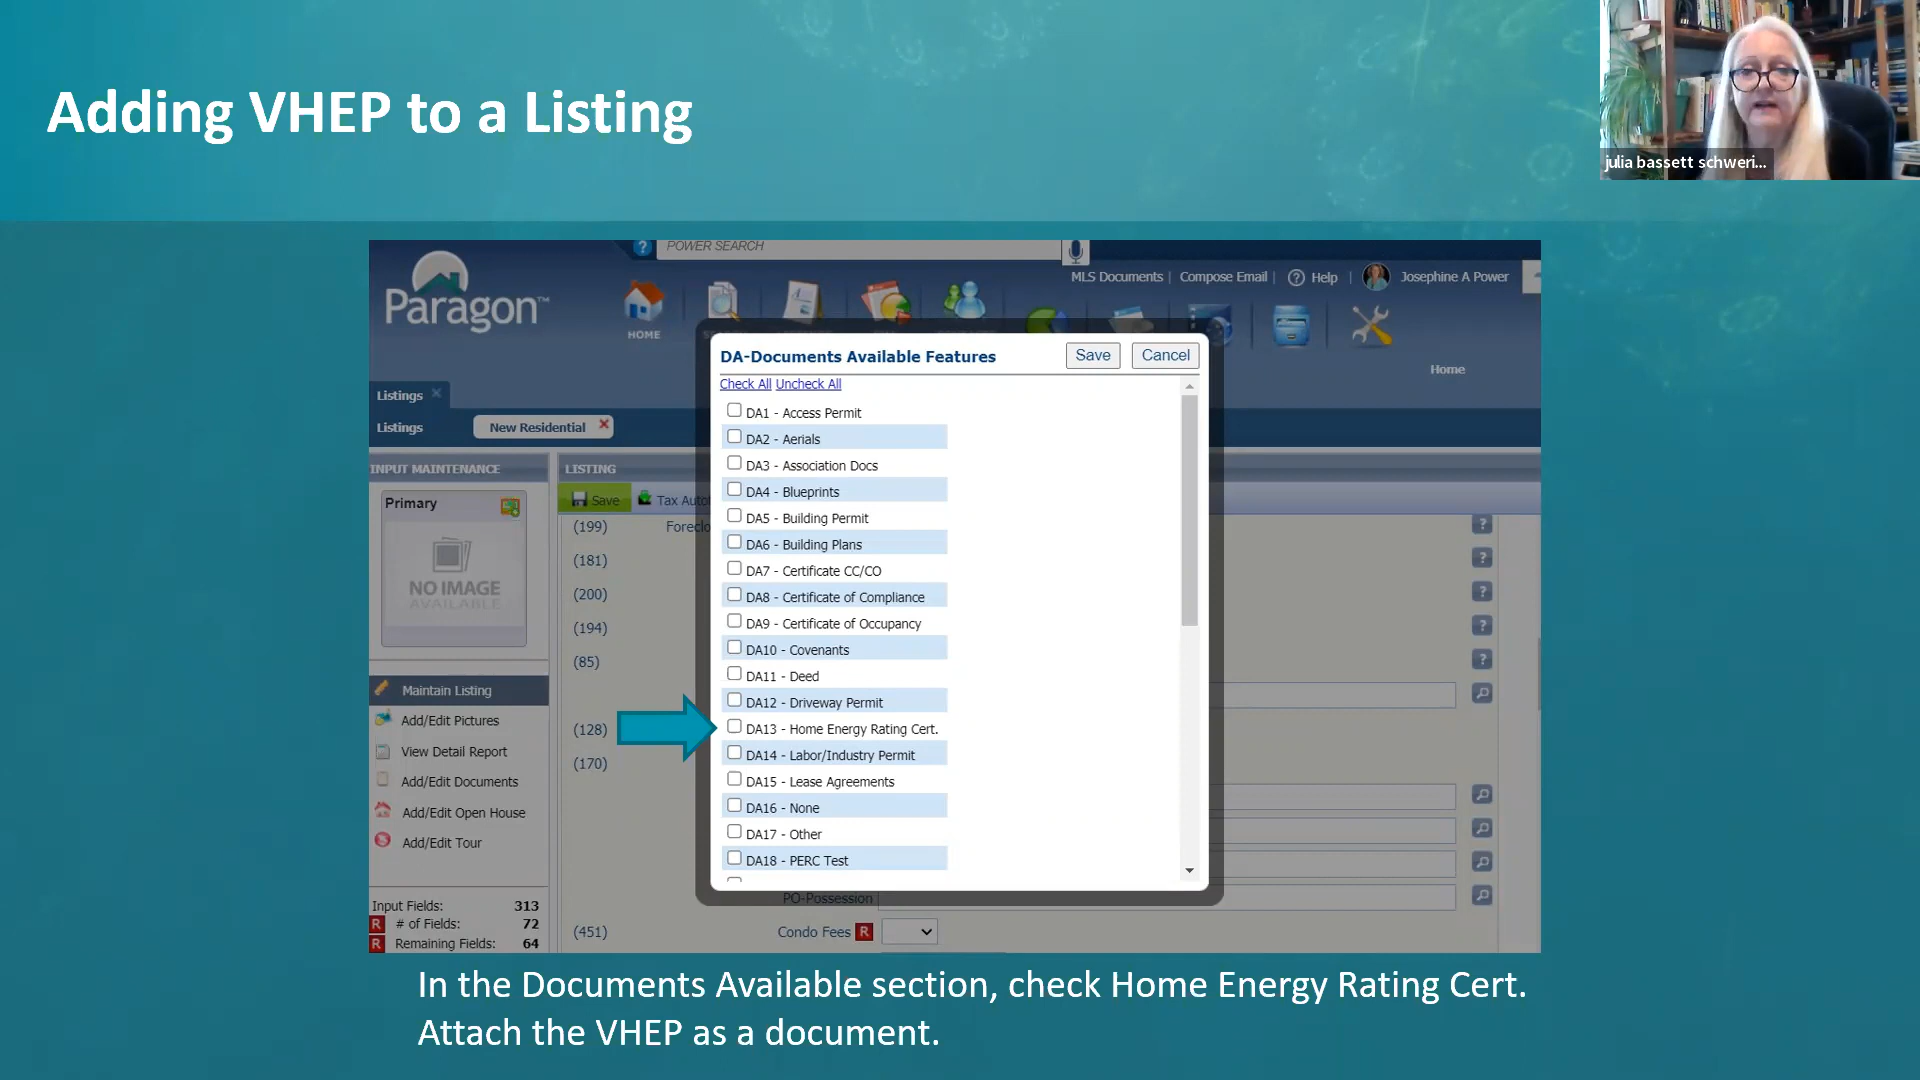 Adding VHEP to a Listing
julia bassett schweri...
POWER SEARCH
Paragon™
HOME
MLS Documents | Compose Email | Help | Josephine A Power
Home
Listings
Listings
New Residential
INPUT MAINTENANCE
Primary
NO IMAGE
AVAILABLE
Maintain Listing
Add/Edit Pictures
View Detail Report
Add/Edit Documents
Add/Edit Open House
Add/Edit Tour
Input Fields: 313
R # of Fields: 72
R Remaining Fields: 64
LISTING
Save
(199)
(181)
(200)
(194)
(85)
(128)
(170)
PO-Possession
(451) Condo Fees R
DA-Documents Available Features
Save
Cancel
Check All Uncheck All
DA1 - Access Permit
DA2 - Aerials
DA3 - Association Docs
DA4 - Blueprints
DA5 - Building Permit
DA6 - Building Plans
DA7 - Certificate CC/CO
DA8 - Certificate of Compliance
DA9 - Certificate of Occupancy
DA10 - Covenants
DA11 - Deed
DA12 - Driveway Permit
DA13 - Home Energy Rating Cert.
DA14 - Labor/Industry Permit
DA15 - Lease Agreements
DA16 - None
DA17 - Other
DA18 - PERC Test
In the Documents Available section, check Home Energy Rating Cert.
Attach the VHEP as a document.